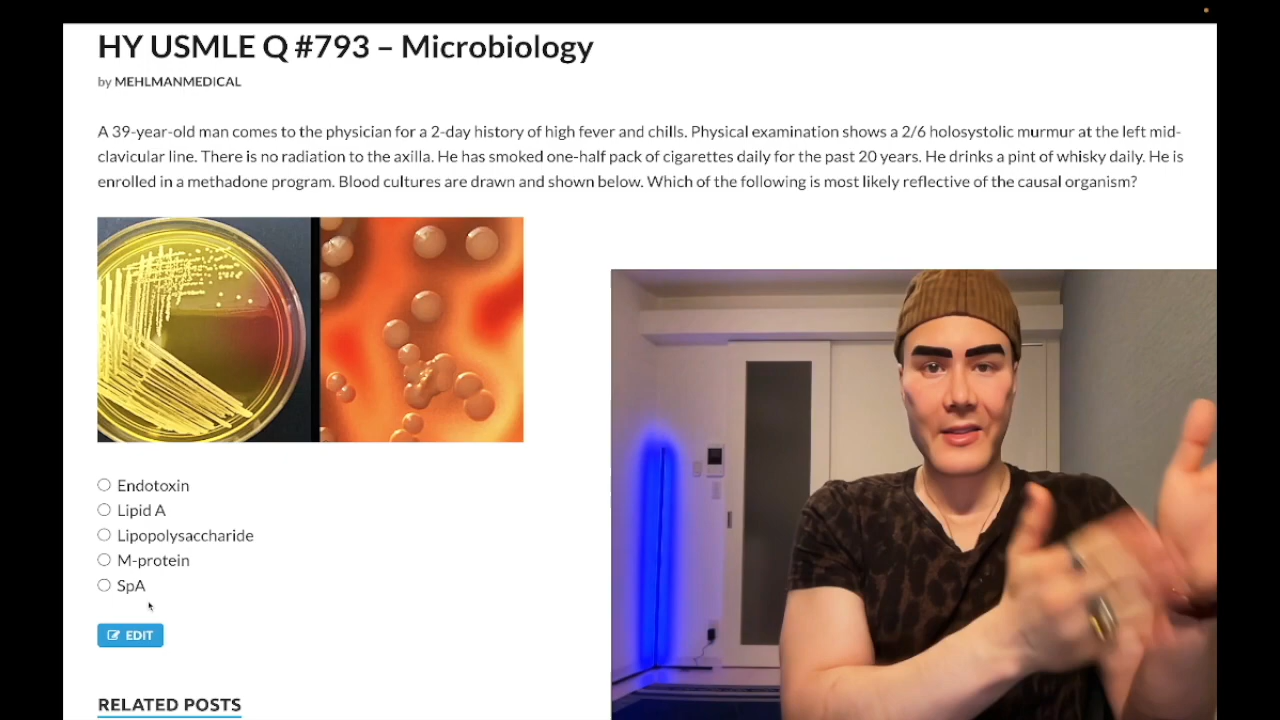 HY USMLE Q #793 – Microbiology
by MEHLMANMEDICAL
A 39-year-old man comes to the physician for a 2-day history of high fever and chills. Physical examination shows a 2/6 holosystolic murmur at the left mid-
clavicular line. There is no radiation to the axilla. He has smoked one-half pack of cigarettes daily for the past 20 years. He drinks a pint of whisky daily. He is
enrolled in a methadone program. Blood cultures are drawn and shown below. Which of the following is most likely reflective of the causal organism?
Endotoxin
Lipid A
Lipopolysaccharide
M-protein
SpA
EDIT
RELATED POSTS